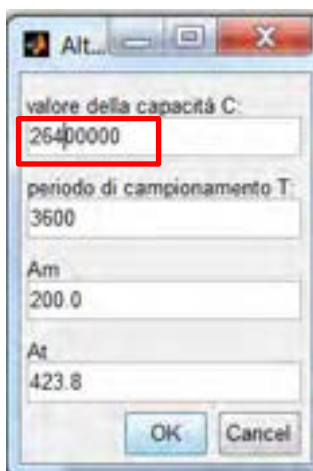 Alt...
valore della capacità C:
26400000
periodo di campionamento T:
3600
Am
200.0
At
423.8
OK Cancel